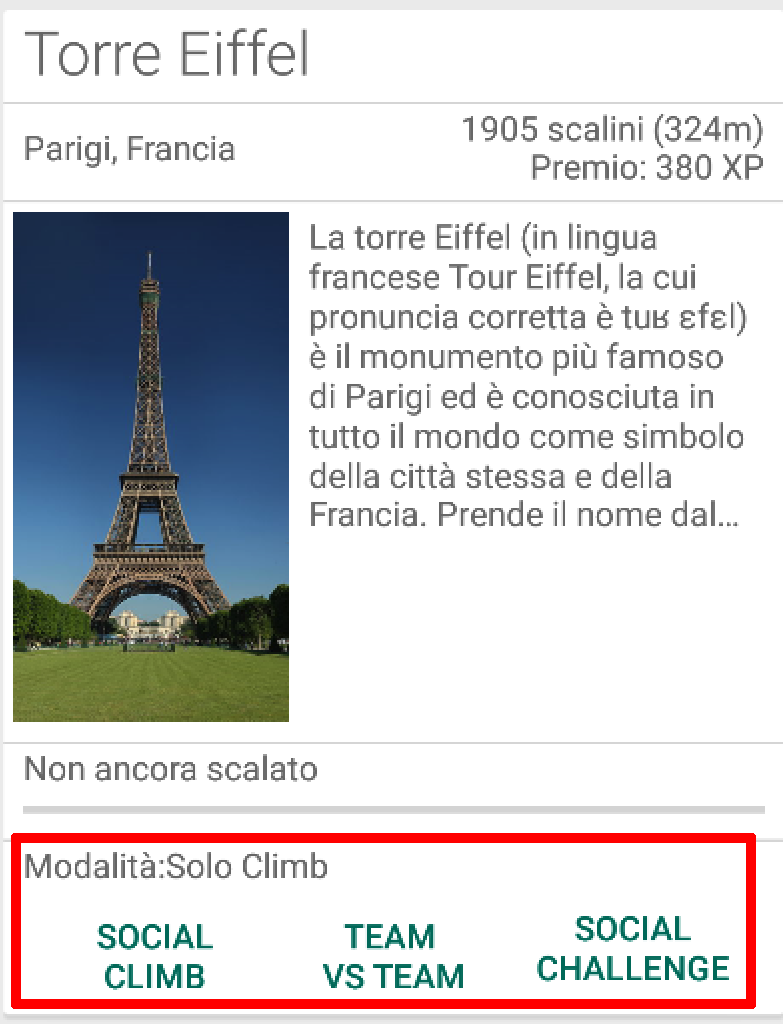 Torre Eiffel
Parigi, Francia
1905 scalini (324m)
Premio: 380 XP
La torre Eiffel (in lingua
francese Tour Eiffel, la cui
pronuncia corretta è tuʁ ɛfɛl)
è il monumento più famoso
di Parigi ed è conosciuta in
tutto il mondo come simbolo
della città stessa e della
Francia. Prende il nome dal...
Non ancora scalato
Modalità:Solo Climb
SOCIAL
CLIMB
TEAM
VS TEAM
SOCIAL
CHALLENGE